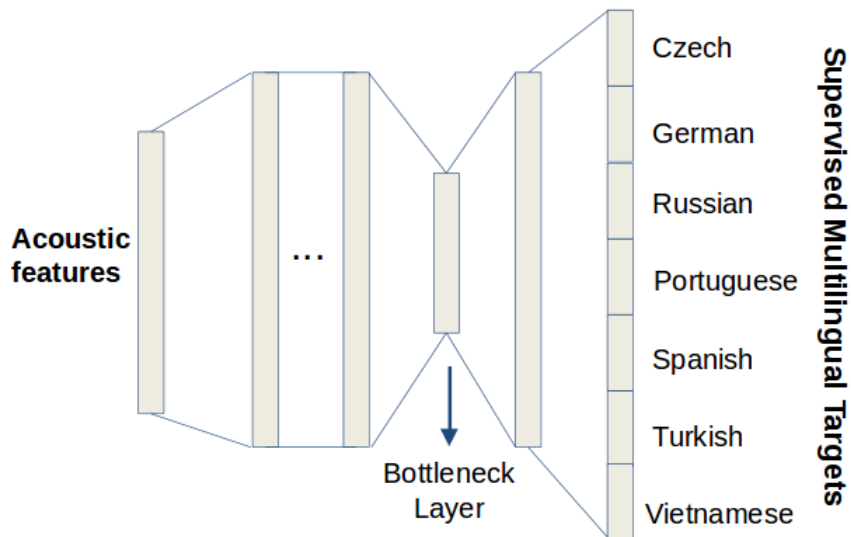 Acoustic
features
...
Bottleneck
Layer
Czech
German
Russian
Portuguese
Spanish
Turkish
Vietnamese
Supervised Multilingual Targets